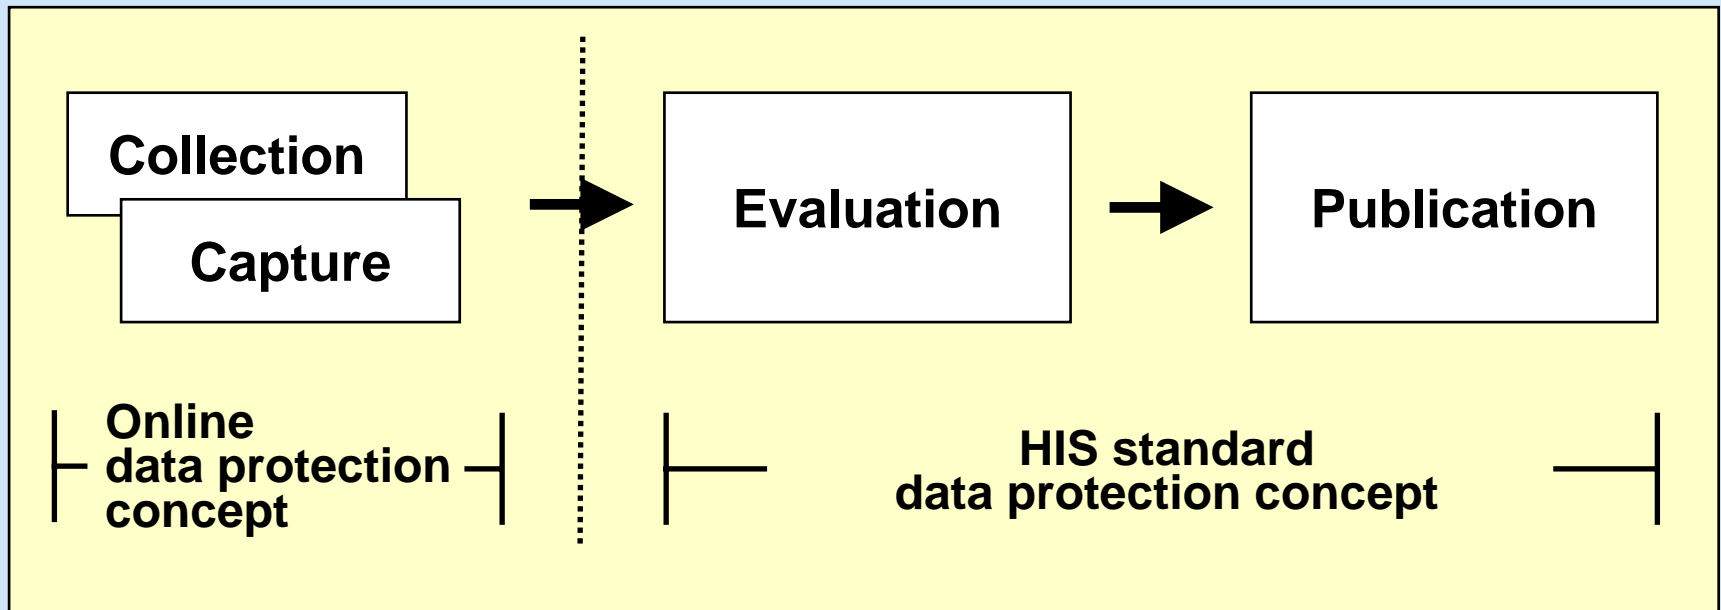 Collection
Capture
Evaluation
Publication
Online
data protection
concept
HIS standard
data protection concept